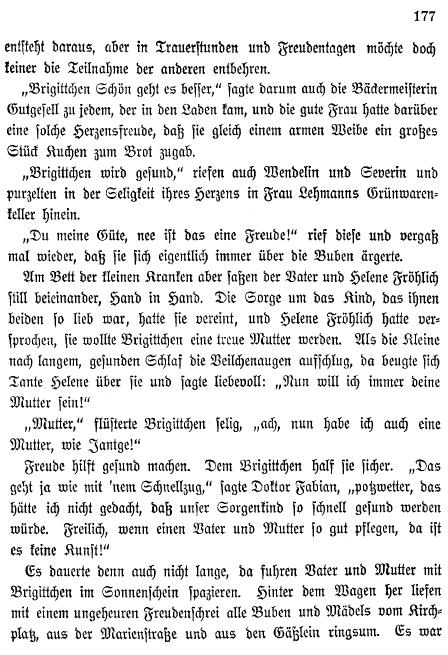 177
entsteht daraus, aber in Trauerstunden und Freudentagen möchte doch
keiner die Teilnahme der anderen entbehren.
„Brigittchen Schön geht es besser,“ sagte darum auch die Bäckermeisterin
Gutgesell zu jedem, der in den Laden kam, und die gute Frau hatte darüber
eine solche Herzensfreude, daß sie gleich einem armen Weibe ein großes
Stück Kuchen zum Brot zugab.
„Brigittchen wird gesund,“ riefen auch Wendelin und Severin und
purzelten in der Seligkeit ihres Herzens in Frau Lehmanns Grünwaren-
keller hinein.
„Du meine Güte, nee ist das eine Freude!“ rief diese und vergaß
mal wieder, daß sie sich eigentlich immer über die Buben ärgerte.
Am Bett der kleinen Kranken aber saßen der Vater und Helene Fröhlich
still beieinander, Hand in Hand. Die Sorge um das Kind, das ihnen
beiden so lieb war, hatte sie vereint, und Helene Fröhlich hatte ver-
sprochen, sie wollte Brigittchen eine treue Mutter werden. Als die Kleine
nach langem, gesunden Schlaf die Veilchenaugen aufschlug, da beugte sich
Tante Helene über sie und sagte liebevoll: „Nun will ich immer deine
Mutter sein!“
„Mutter,“ flüsterte Brigittchen selig, „ach, nun habe ich auch eine
Mutter, wie Jantge!“
Freude hilft gesund machen. Dem Brigittchen half sie sicher. „Das
geht ja wie mit 'nem Schnellzug,“ sagte Doktor Fabian, „potzwetter, das
hätte ich nicht gedacht, daß unser Sorgenkind so schnell gesund werden
würde. Freilich, wenn einen Vater und Mutter so gut pflegen, da ist
es keine Kunst!“
Es dauerte denn auch nicht lange, da fuhren Vater und Mutter mit
Brigittchen im Sonnenschein spazieren. Hinter dem Wagen her liefen
mit einem ungeheuren Freudenschrei alle Buben und Mädels vom Kirch-
platz, aus der Marienstraße und aus den Gäßlein ringsum. Es war